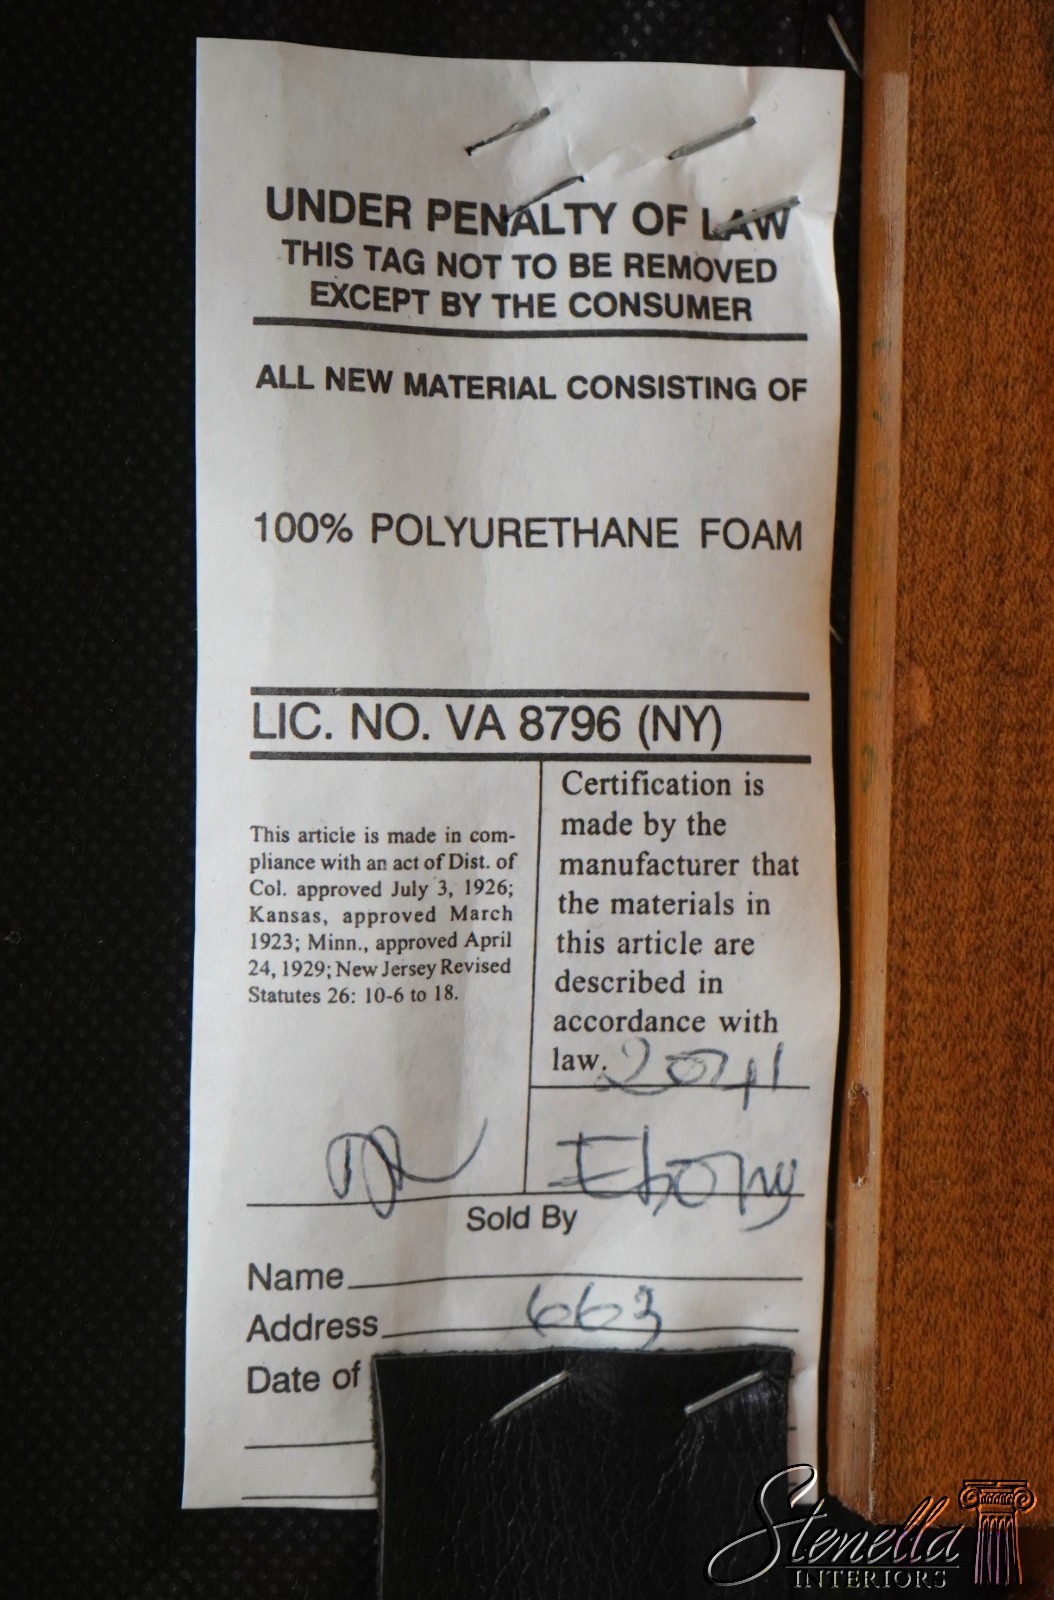 UNDER PENALTY OF LAW
THIS TAG NOT TO BE REMOVED
EXCEPT BY THE CONSUMER
ALL NEW MATERIAL CONSISTING OF
100% POLYURETHANE FOAM
LIC. NO. VA 8796 (NY)
This article is made in com-
pliance with an act of Dist. of
Col. approved July 3, 1926;
Kansas, approved March
1923; Minn., approved April
24, 1929; New Jersey Revised
Statutes 26: 10-6 to 18.
Certification is
made by the
manufacturer that
the materials in
this article are
described in
accordance with
law.
Ebony
Sold By
Name
Address 663
Date of
Stenella
INTERIORS